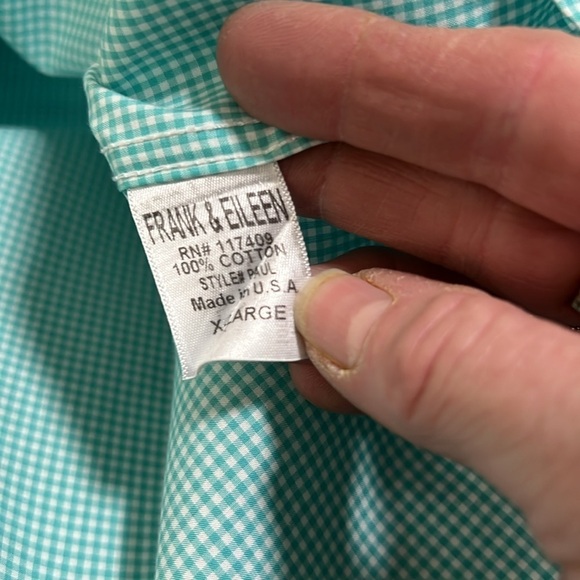 FRANK & EILEEN
RN# 117409
100% COTTON
STYLE# PAUL
Made in U.S.A
X-LARGE